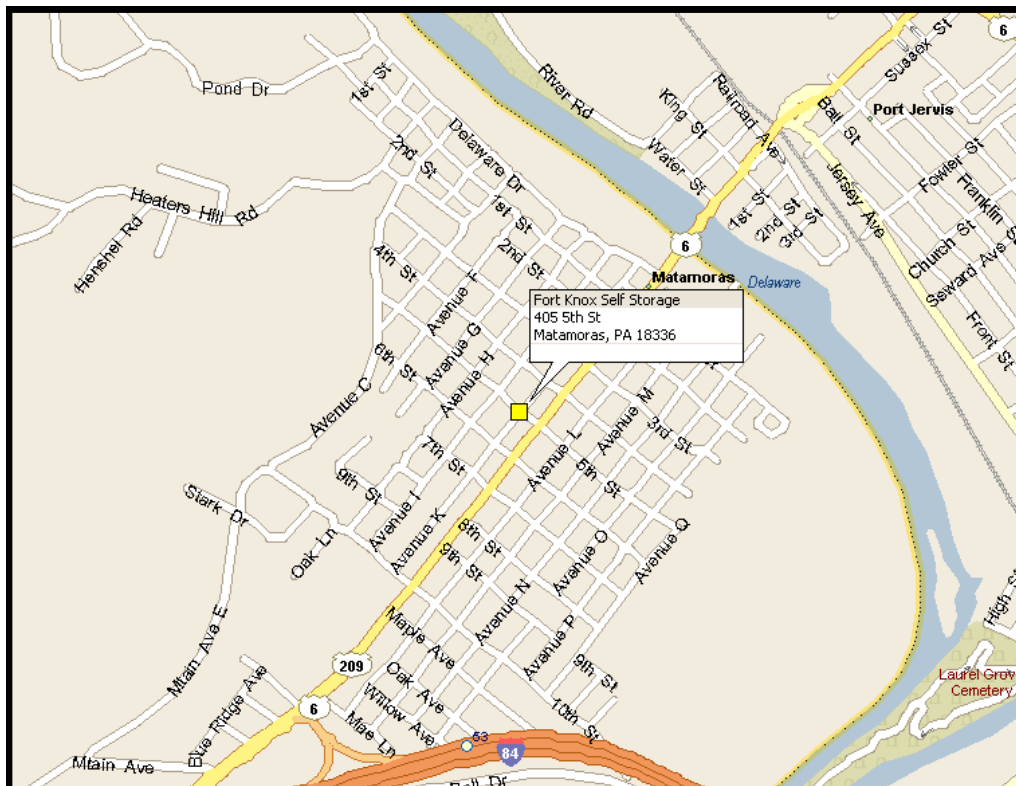 6
Sussex St
Pond Dr
1st St
River Rd
King St
Railroad Ave
Ball St
Port Jervis
2nd St
Delaware Dr
Water St
Jersey Ave
Fowler St
Franklin
Heaters Hill Rd
Henshel Rd
1st St
2nd St
1st St
2nd St
3rd St
Church St
Seward Ave S
4th St
Avenue F
6
Matamoras
Delaware
Fort Knox Self Storage
405 5th St
Matamoras, PA 18336
Front St
Avenue G
Avenue H
6th St
Avenue C
Avenue M
3rd St
7th St
Avenue L
5th St
9th St
Stark Dr
Avenue I
Avenue K
8th St
9th St
Avenue O
Avenue Q
Oak Ln
Avenue N
Avenue P
High St
Mtain Ave E
Maple Ave
209
Oak Ave
9th St
Laurel Grov
Cemetery
Blue Ridge Ave
6
Willow Ave
10th St
Mae Ln
53
84
Mtain Ave